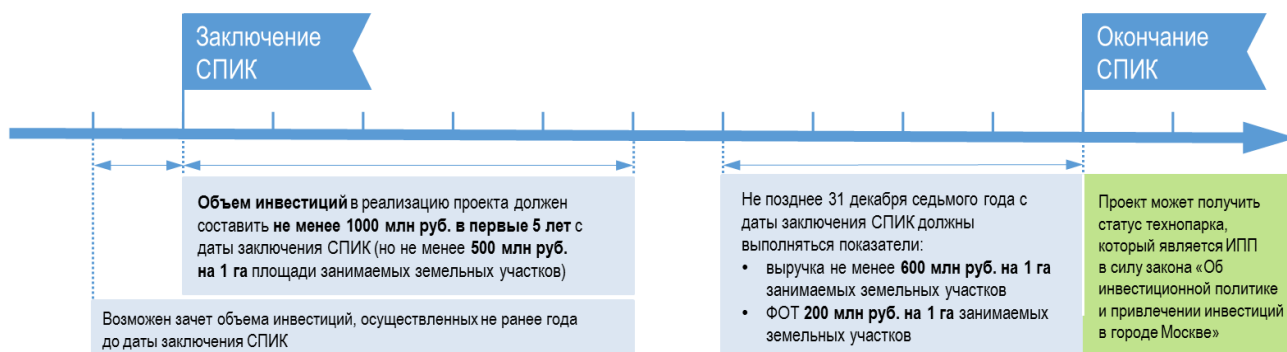 Заключение
СПИК
Окончание
СПИК
Объем инвестиций в реализацию проекта должен
составить не менее 1000 млн руб. в первые 5 лет с
даты заключения СПИК (но не менее 500 млн руб.
на 1 га площади занимаемых земельных участков)
Возможен зачет объема инвестиций, осуществленных не ранее года
до даты заключения СПИК
Не позднее 31 декабря седьмого года с
даты заключения СПИК должны
выполняться показатели:
• выручка не менее 600 млн руб. на 1 га
занимаемых земельных участков
• ФОТ 200 млн руб. на 1 га занимаемых
земельных участков
Проект может получить
статус технопарка,
который является ИПП
в силу закона «Об
инвестиционной политике
и привлечении инвестиций
в городе Москве»